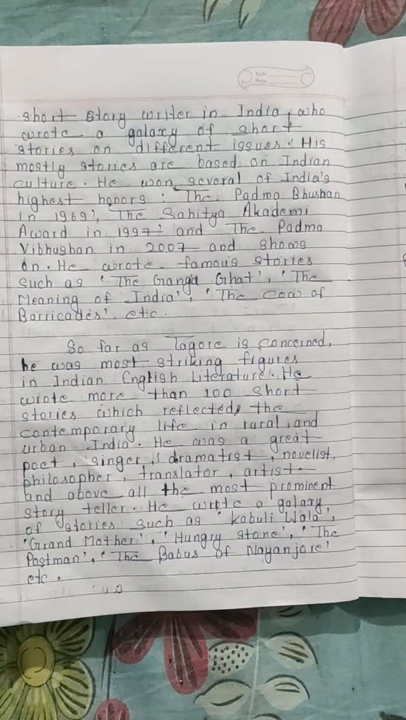 short story writer in India, who
wrote a galaxy of short
stories on different issues. His
mostly stories are based on Indian
culture. He won several of India's
highest honors: The Padma Bhushan
in 1969', The Sahitya Akademi
Award in 1997: and The Padma
Vibhushan in 2007 and shows
on. He wrote famous stories
such as 'The Ganga Ghat', 'The
Meaning of India', 'The Cow of
Barricades', etc.
So far as Tagore is concerned,
he was most striking figures
in Indian English Literature. He
wrote more than 100 short
stories which reflected, the
contemporary life in rural and
urban India. He was a great
poet, singer, dramatist, novelist,
philosopher, translator, artist.
and above all the most prominent
story teller. He write a galaxy
of stories such as 'Kabuli Wala',
'Grand Mother', 'Hungry stone', 'The
Postman', 'The Babus of Nayanjore'
etc.